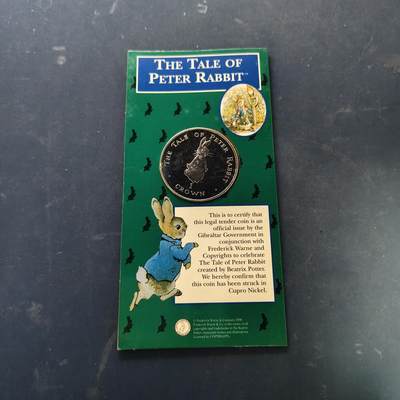 THE TALE OF
PETER RABBIT™
THE TALE OF PETER RABBIT
1
CROWN
This is to certify that
this legal tender coin is an
official issue by the
Gibraltar Government in
conjunction with
Frederick Warne and
Copyrights to celebrate
The Tale of Peter Rabbit
created by Beatrix Potter.
We hereby confirm that
this coin has been struck in
Cupro Nickel.